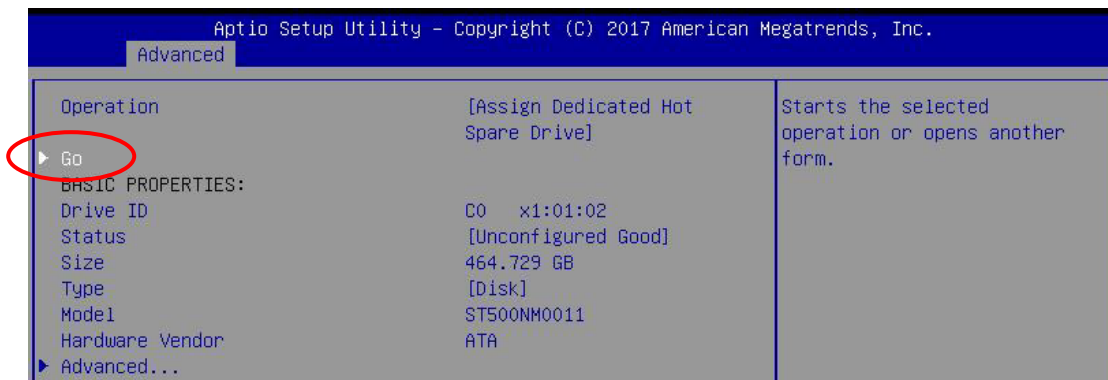 Aptio Setup Utility – Copyright (C) 2017 American Megatrends, Inc.
Advanced
Operation [Assign Dedicated Hot Starts the selected
Spare Drive] operation or opens another
▶ Go form.
BASIC PROPERTIES:
Drive ID C0 x1:01:02
Status [Unconfigured Good]
Size 464.729 GB
Type [Disk]
Model ST500NM0011
Hardware Vendor ATA
▶ Advanced...